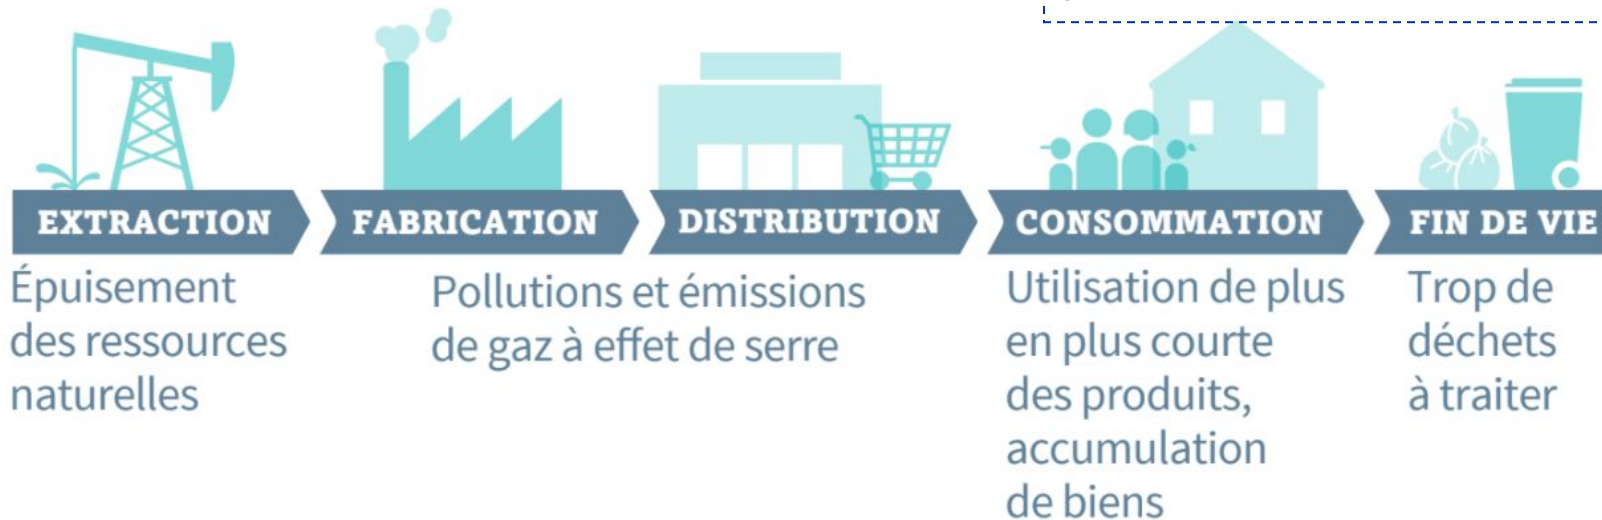 EXTRACTION
FABRICATION
DISTRIBUTION
CONSOMMATION
FIN DE VIE
Épuisement
des ressources
naturelles
Pollutions et émissions
de gaz à effet de serre
Utilisation de plus
en plus courte
des produits,
accumulation
de biens
Trop de
déchets
à traiter